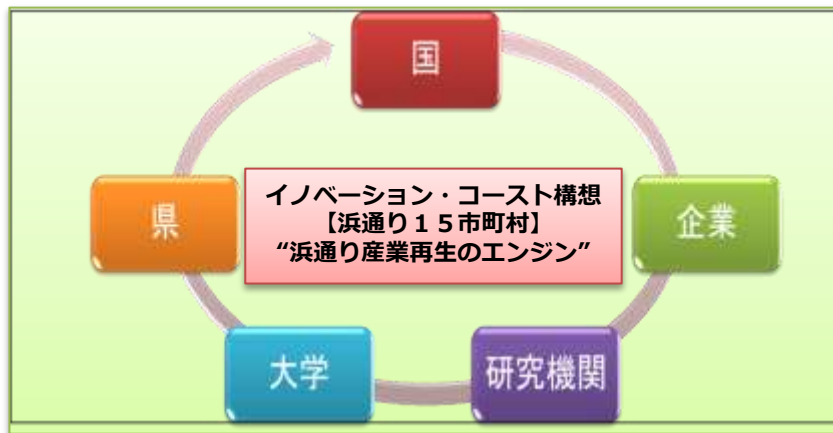 国
県
イノベーション・コースト構想
【浜通り１５市町村】
“浜通り産業再生のエンジン”
企業
大学
研究機関